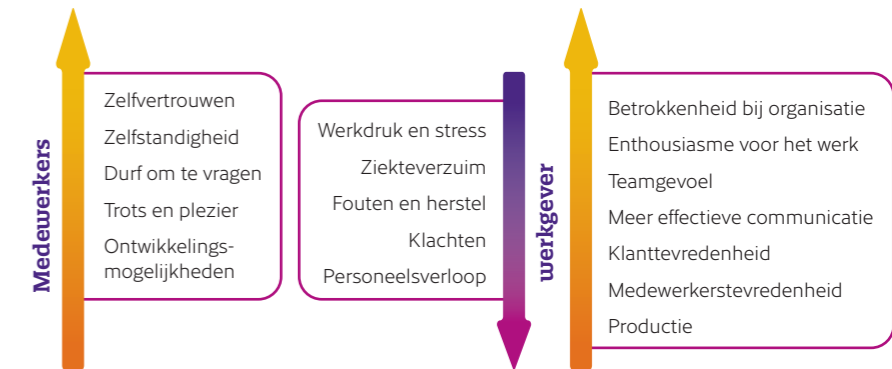 Medewerkers
Zelfvertrouwen
Zelfstandigheid
Durf om te vragen
Trots en plezier
Ontwikkelings-
mogelijkheden
Werkdruk en stress
Ziekteverzuim
Fouten en herstel
Klachten
Personeelsverloop
werkgever
Betrokkenheid bij organisatie
Enthousiasme voor het werk
Teamgevoel
Meer effectieve communicatie
Klanttevredenheid
Medewerkerstevredenheid
Productie